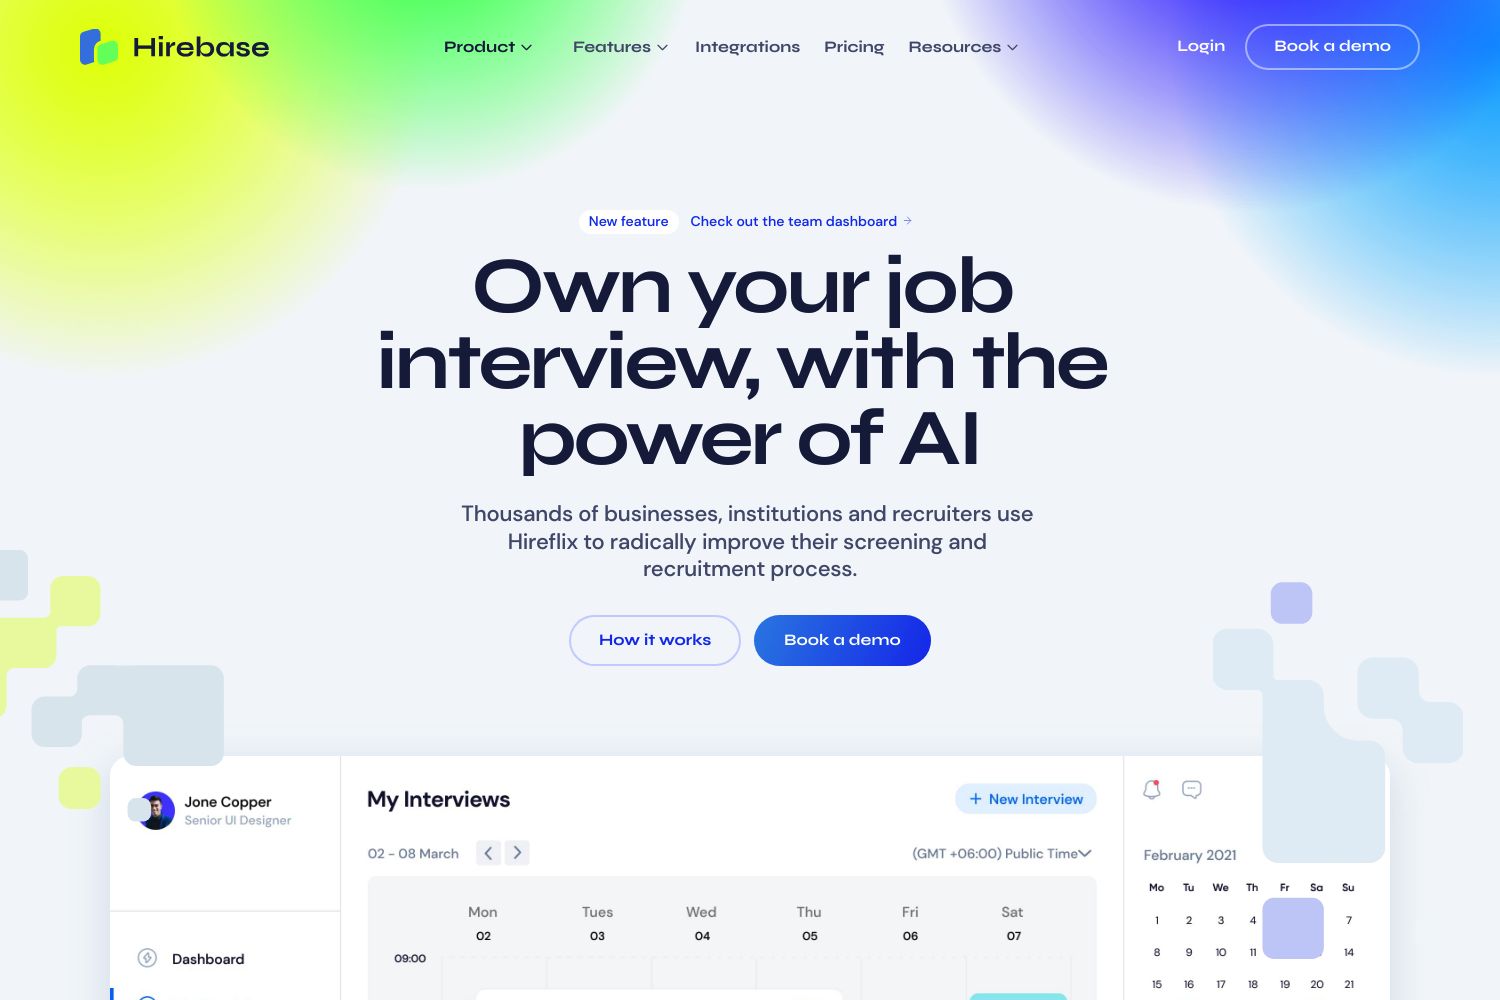 Hirebase
Product
Features
Integrations
Pricing
Resources
Login
Book a demo
New feature
Check out the team dashboard
Own your job
interview, with the
power of AI
Thousands of businesses, institutions and recruiters use
Hireflix to radically improve their screening and
recruitment process.
How it works
Book a demo
Jone Copper
Senior UI Designer
Dashboard
My Interviews
+ New Interview
02 - 08 March
(GMT +06:00) Public Time
Mon Tues Wed Thu Fri Sat
02 03 04 05 06 07
09:00
February 2021
Mo Tu We Th Fr Sa Su
1 2 3 4 7
8 9 10 11 14
15 16 17 18 19 20 21